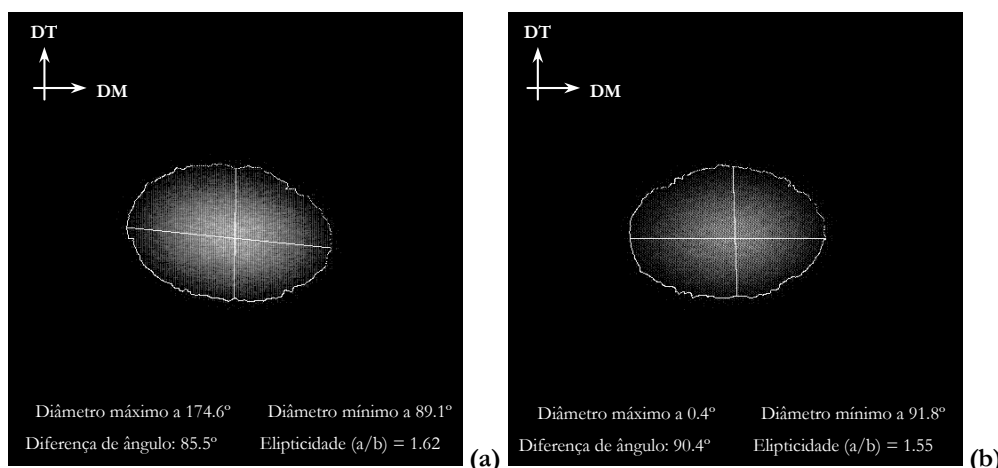 DT
DM
Diâmetro máximo a 174.6º Diâmetro mínimo a 89.1º
Diferença de ângulo: 85.5º Elipticidade (a/b) = 1.62
(a)
DT
DM
Diâmetro máximo a 0.4º Diâmetro mínimo a 91.8º
Diferença de ângulo: 90.4º Elipticidade (a/b) = 1.55
(b)